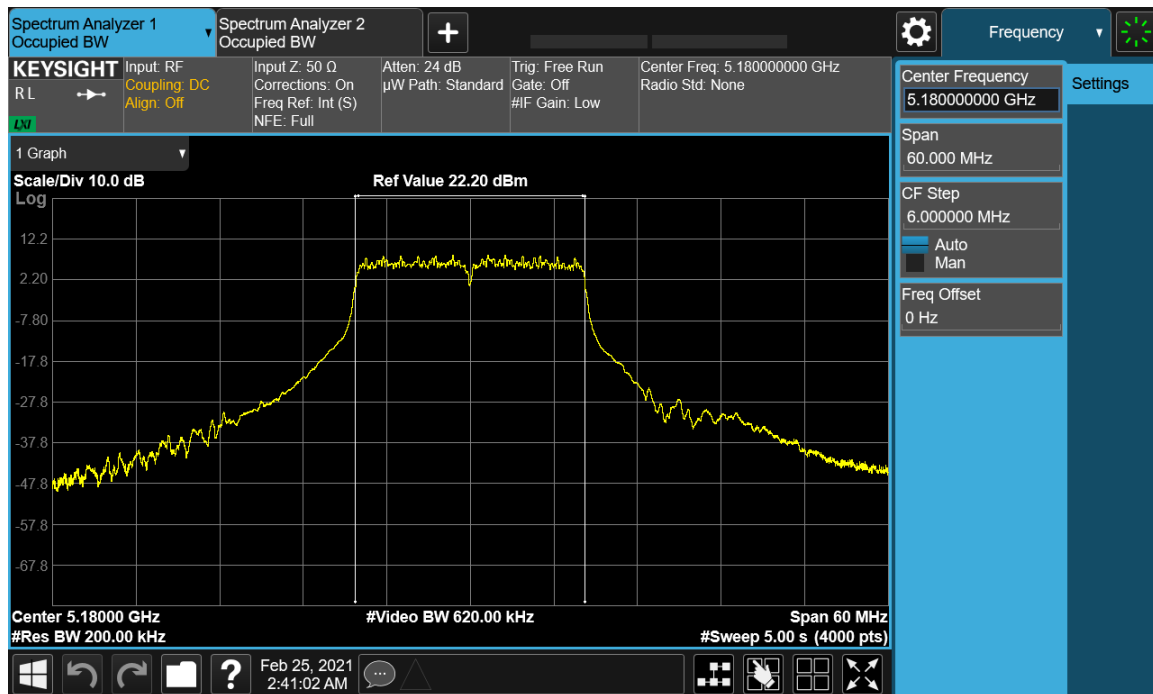 Spectrum Analyzer 1
Occupied BW
Spectrum Analyzer 2
Occupied BW
Frequency
KEYSIGHT
R L
LXI
Input: RF
Coupling: DC
Align: Off
Input Z: 50 Ω
Corrections: On
Freq Ref: Int (S)
NFE: Full
Atten: 24 dB
µW Path: Standard
Trig: Free Run
Gate: Off
#IF Gain: Low
Center Freq: 5.180000000 GHz
Radio Std: None
Center Frequency
5.180000000 GHz
Settings
Span
60.000 MHz
CF Step
6.000000 MHz
Auto
Man
Freq Offset
0 Hz
1 Graph
Scale/Div 10.0 dB
Ref Value 22.20 dBm
Log
12.2
2.20
-7.80
-17.8
-27.8
-37.8
-47.8
-57.8
-67.8
Center 5.18000 GHz
#Video BW 620.00 kHz
Span 60 MHz
#Res BW 200.00 kHz
#Sweep 5.00 s (4000 pts)
?
Feb 25, 2021
2:41:02 AM